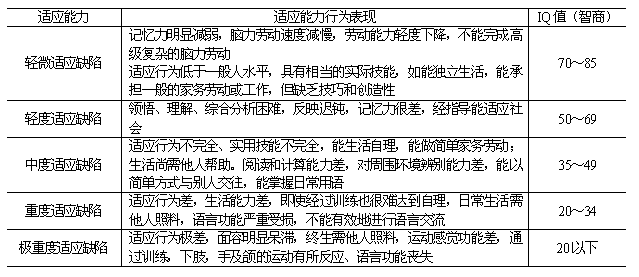 适应能力 适应能力行为表现 IQ 值（智商）
轻微适应缺陷 记忆力明显减弱，脑力劳动速度减慢，劳动能力轻度下降，不能完成高
级复杂的脑力劳动
适应行为低于一般人水平，具有相当的实际技能，如能独立生活，能承
担一般的家务劳动或工作，但缺乏技巧和创造性 70～85
轻度适应缺陷 领悟、理解、综合分析困难，反映迟钝，记忆力很差，经指导能适应社
会 50～69
中度适应缺陷 适应行为不完全、实用技能不完全，能生活自理，能做简单家务劳动；
生活尚需他人帮助。阅读和计算能力差，对周围环境辨别能力差，能以
简单方式与别人交往，能掌握日常用语 35～49
重度适应缺陷 适应行为差，生活能力差，即使经过训练也很难达到自理，日常生活需
他人照料，语言功能严重受损，不能有效地进行语言交流 20～34
极重度适应缺陷 适应行为极差，面容明显呆滞，终生需他人照料，运动感觉功能差，通
过训练，下肢，手及颌的运动有所反应、语言功能丧失 20以下